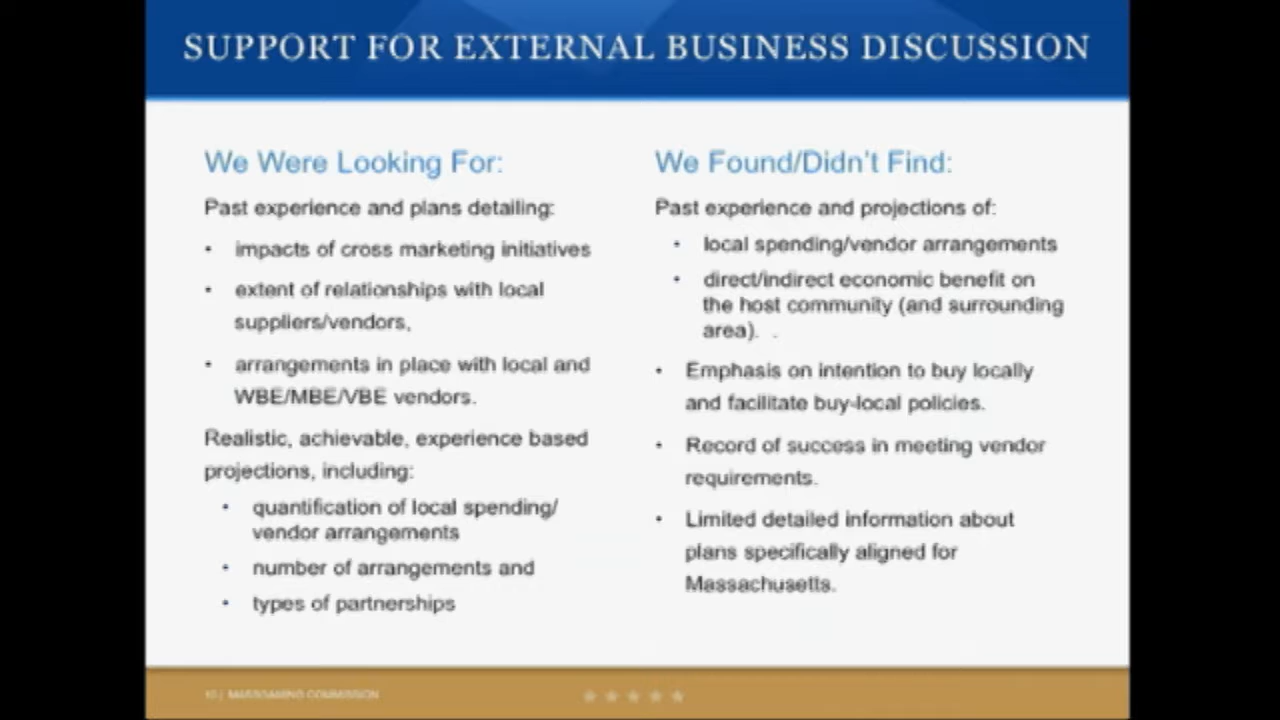 SUPPORT FOR EXTERNAL BUSINESS DISCUSSION
We Were Looking For:
Past experience and plans detailing:
• impacts of cross marketing initiatives
• extent of relationships with local
suppliers/vendors,
• arrangements in place with local and
WBE/MBE/VBE vendors.
Realistic, achievable, experience based
projections, including:
• quantification of local spending/
vendor arrangements
• number of arrangements and
• types of partnerships
We Found/Didn't Find:
Past experience and projections of:
• local spending/vendor arrangements
• direct/indirect economic benefit on
the host community (and surrounding
area). .
• Emphasis on intention to buy locally
and facilitate buy-local policies.
• Record of success in meeting vendor
requirements.
• Limited detailed information about
plans specifically aligned for
Massachusetts.
| MASSGAMING COMMISSION